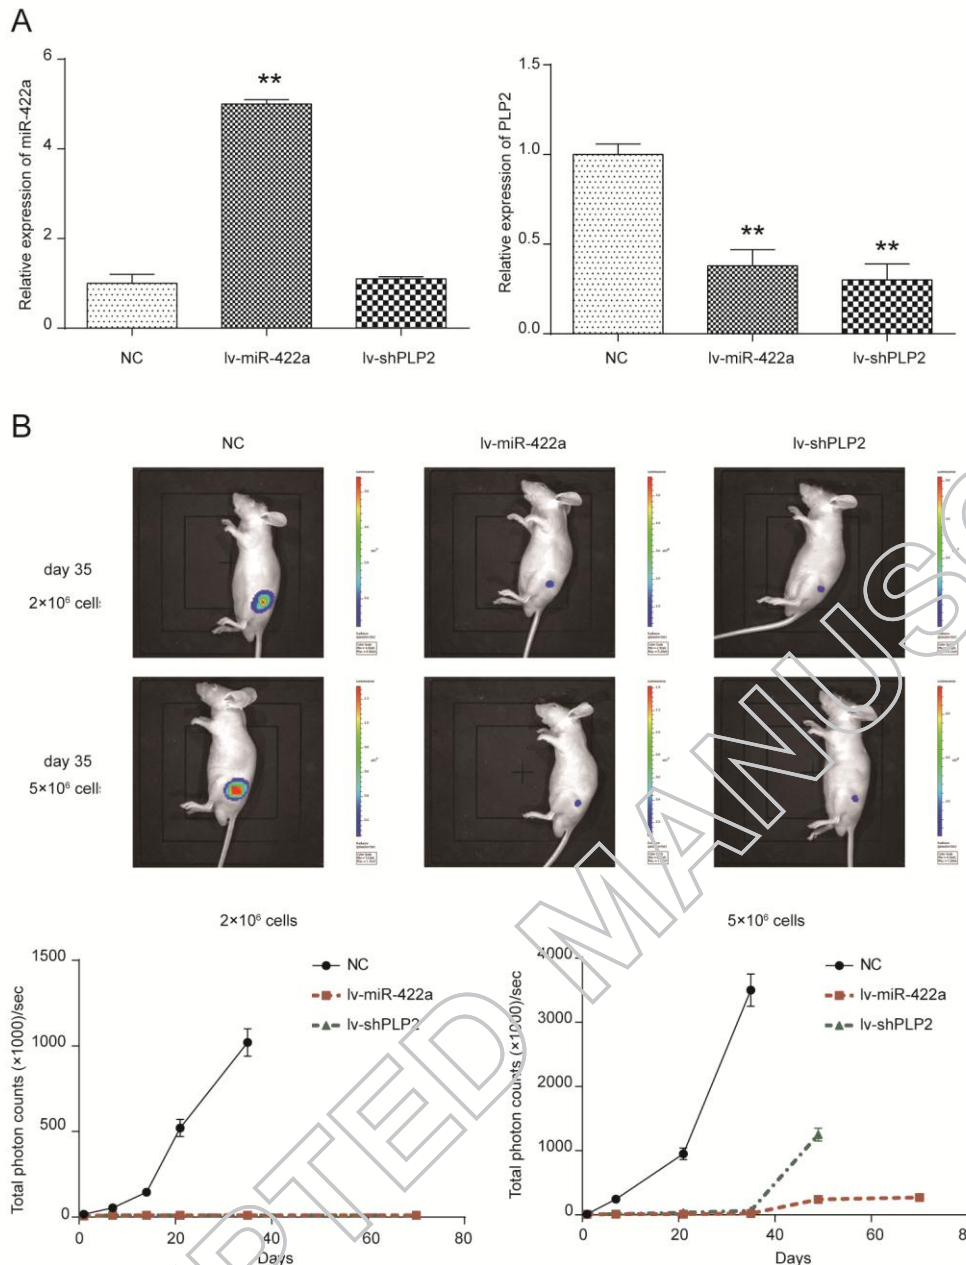 A
6
4
2
0
Relative expression of miR-422a
**
NC
lv-miR-422a
lv-shPLP2
1.5
1.0
0.5
0.0
Relative expression of PLP2
**
**
NC
lv-miR-422a
lv-shPLP2
B
NC
lv-miR-422a
lv-shPLP2
day 35
2×10⁶ cells
day 35
5×10⁶ cells
2×10⁶ cells
1500
1000
500
0
Total photon counts (×1000)/sec
NC
lv-miR-422a
lv-shPLP2
0
20
40
60
80
Days
5×10⁶ cells
4000
3000
2000
1000
0
Total photon counts (×1000)/sec
NC
lv-miR-422a
lv-shPLP2
0
20
40
60
80
Days
PTED MANUSC